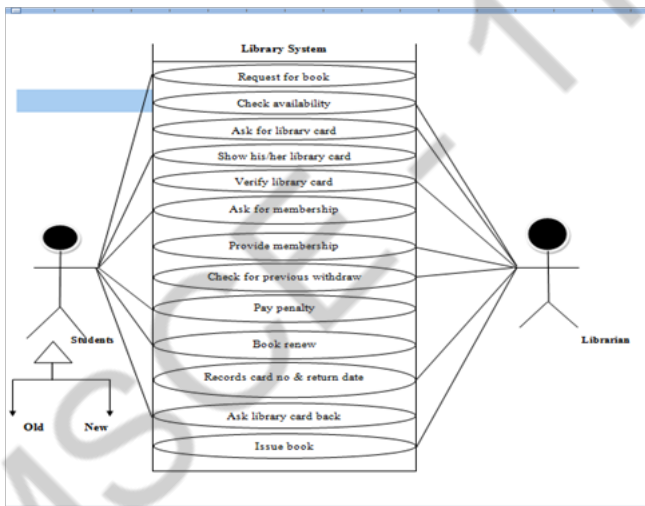 Library System
Request for book
Check availability
Ask for library card
Show his/her library card
Verify library card
Ask for membership
Provide membership
Check for previous withdraw
Pay penalty
Book renew
Records card no & return date
Ask library card back
Issue book
Students
Librarian
Old New